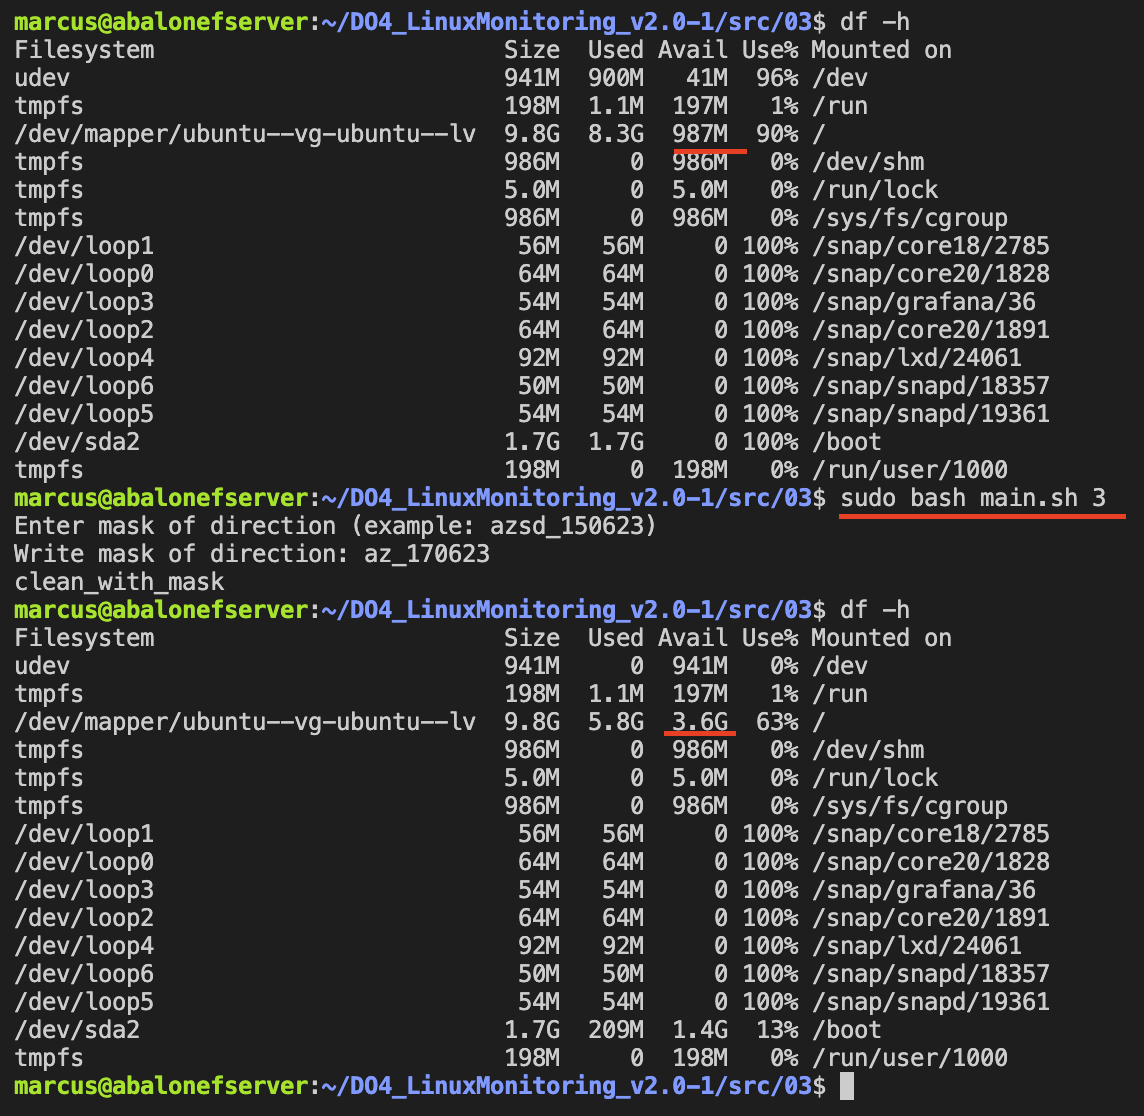 marcus@abalonefserver:~/DO4_LinuxMonitoring_v2.0-1/src/03$ df -h
Filesystem                         Size  Used Avail Use% Mounted on
udev                               941M  900M   41M  96% /dev
tmpfs                              198M  1.1M  197M   1% /run
/dev/mapper/ubuntu--vg-ubuntu--lv  9.8G  8.3G  987M  90% /
tmpfs                              986M     0  986M   0% /dev/shm
tmpfs                              5.0M     0  5.0M   0% /run/lock
tmpfs                              986M     0  986M   0% /sys/fs/cgroup
/dev/loop1                          56M   56M     0 100% /snap/core18/2785
/dev/loop0                          64M   64M     0 100% /snap/core20/1828
/dev/loop3                          54M   54M     0 100% /snap/grafana/36
/dev/loop2                          64M   64M     0 100% /snap/core20/1891
/dev/loop4                          92M   92M     0 100% /snap/lxd/24061
/dev/loop6                          50M   50M     0 100% /snap/snapd/18357
/dev/loop5                          54M   54M     0 100% /snap/snapd/19361
/dev/sda2                          1.7G  1.7G     0 100% /boot
tmpfs                              198M     0  198M   0% /run/user/1000
marcus@abalonefserver:~/DO4_LinuxMonitoring_v2.0-1/src/03$ sudo bash main.sh 3
Enter mask of direction (example: azsd_150623)
Write mask of direction: az_170623
clean_with_mask
marcus@abalonefserver:~/DO4_LinuxMonitoring_v2.0-1/src/03$ df -h
Filesystem                         Size  Used Avail Use% Mounted on
udev                               941M     0  941M   0% /dev
tmpfs                              198M  1.1M  197M   1% /run
/dev/mapper/ubuntu--vg-ubuntu--lv  9.8G  5.8G  3.6G  63% /
tmpfs                              986M     0  986M   0% /dev/shm
tmpfs                              5.0M     0  5.0M   0% /run/lock
tmpfs                              986M     0  986M   0% /sys/fs/cgroup
/dev/loop1                          56M   56M     0 100% /snap/core18/2785
/dev/loop0                          64M   64M     0 100% /snap/core20/1828
/dev/loop3                          54M   54M     0 100% /snap/grafana/36
/dev/loop2                          64M   64M     0 100% /snap/core20/1891
/dev/loop4                          92M   92M     0 100% /snap/lxd/24061
/dev/loop6                          50M   50M     0 100% /snap/snapd/18357
/dev/loop5                          54M   54M     0 100% /snap/snapd/19361
/dev/sda2                          1.7G  209M  1.4G  13% /boot
tmpfs                              198M     0  198M   0% /run/user/1000
marcus@abalonefserver:~/DO4_LinuxMonitoring_v2.0-1/src/03$